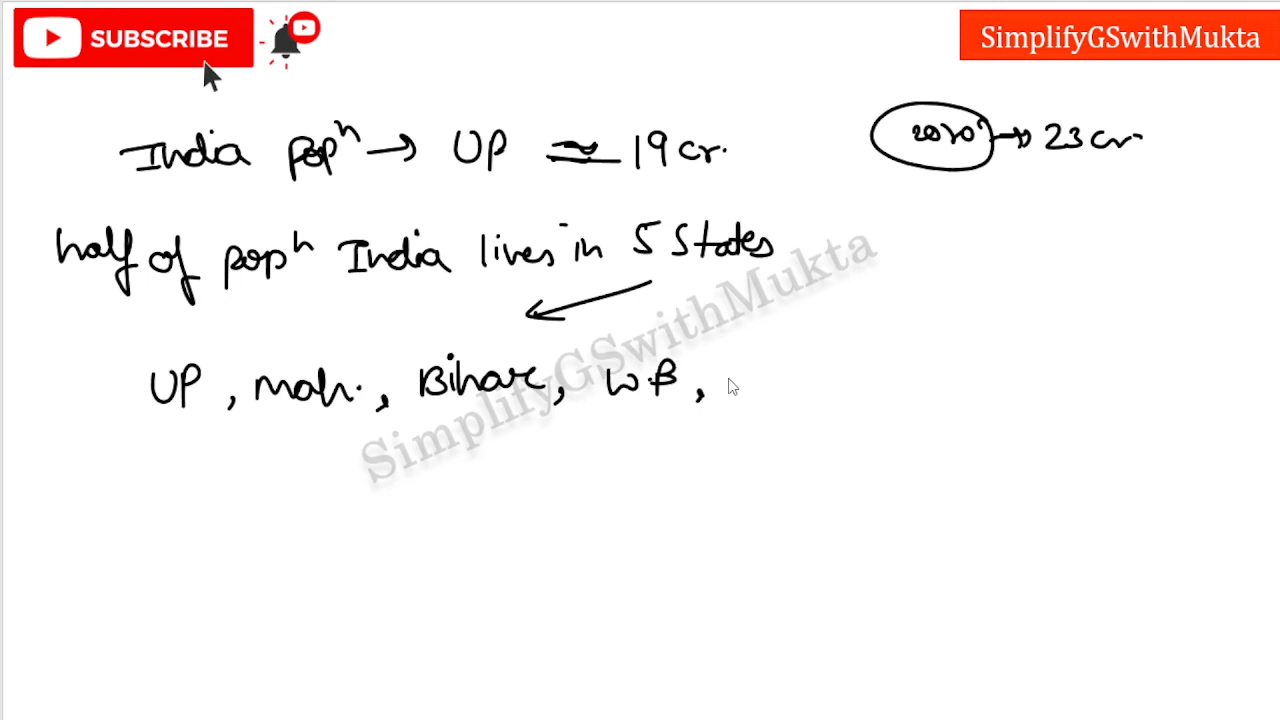 SUBSCRIBE
SimplifyGSwithMukta
India popⁿ → UP ≈ 19 cr.
2020 → 23 cr
half of popⁿ India lives in 5 States
UP, Mah., Bihar, W.B,
SimplifyGSwithMukta